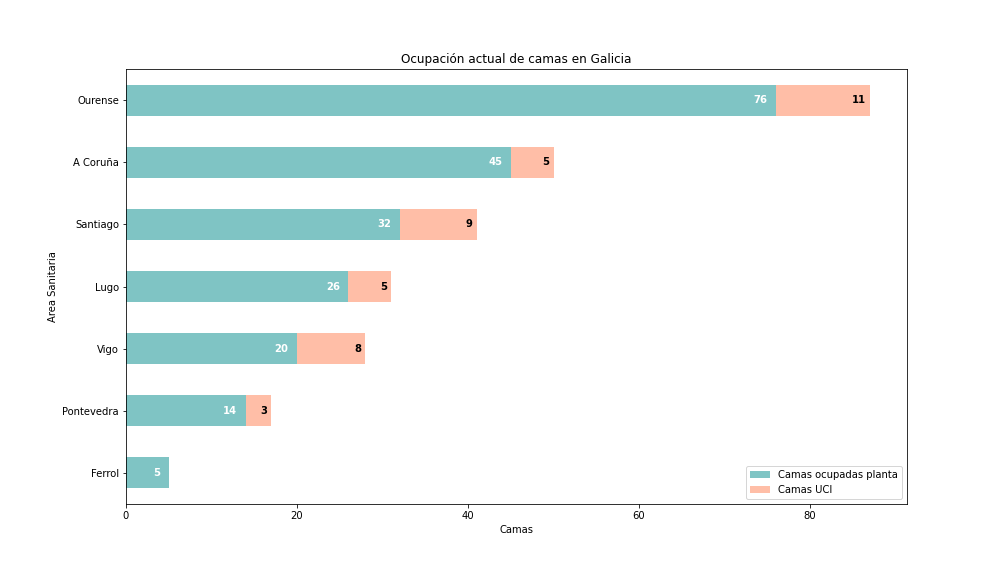 Ocupación actual de camas en Galicia
Ourense
76
11
A Coruña
45
5
Santiago
32
9
Lugo
26
5
Vigo
20
8
Pontevedra
14
3
Ferrol
5
Area Sanitaria
Camas ocupadas planta
Camas UCI
0
20
40
60
80
Camas